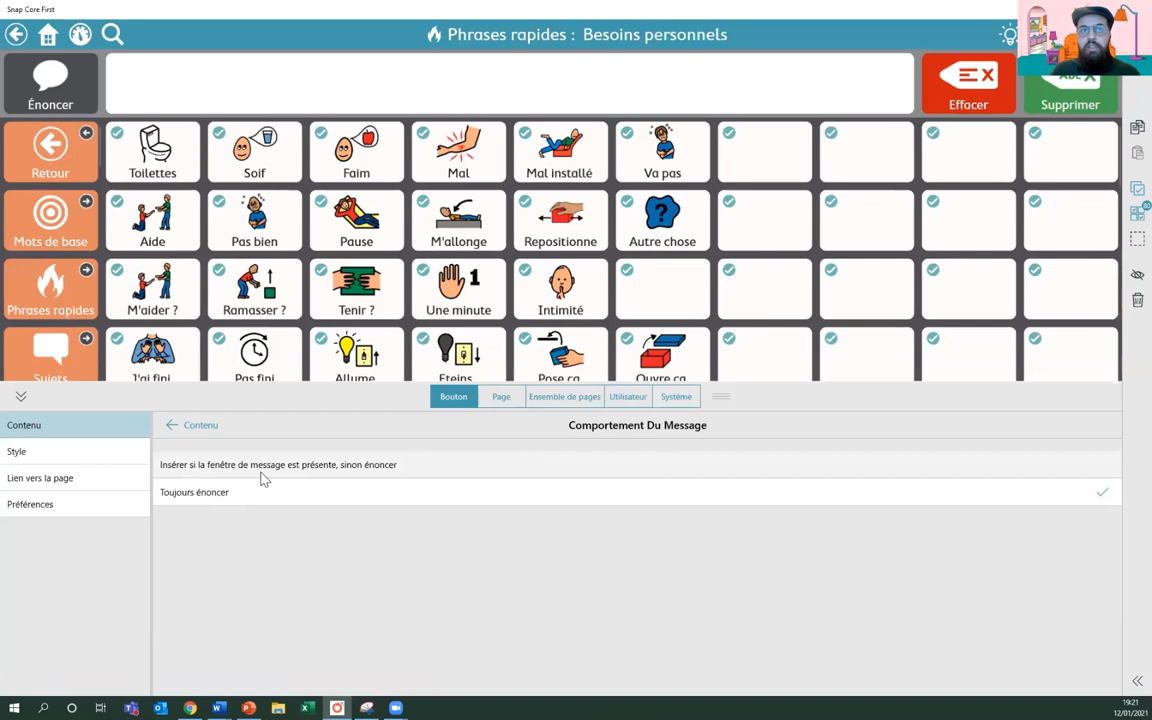 Snap Core First
Phrases rapides : Besoins personnels
Énoncer
Effacer
Supprimer
Retour
Toilettes
Soif
Faim
Mal
Mal installé
Va pas
Mots de base
Aide
Pas bien
Pause
M'allonge
Repositionne
Autre chose
Phrases rapides
M'aider ?
Ramasser ?
Tenir ?
1
Une minute
Intimité
Sujets
J'ai fini
Pas fini
Allume
Eteins
Pose ça
Ouvre ça
Bouton
Page
Ensemble de pages
Utilisateur
Système
Contenu
Contenu
Comportement Du Message
Style
Insérer si la fenêtre de message est présente, sinon énoncer
Lien vers la page
Toujours énoncer
Préférences
19:21
12/01/2021